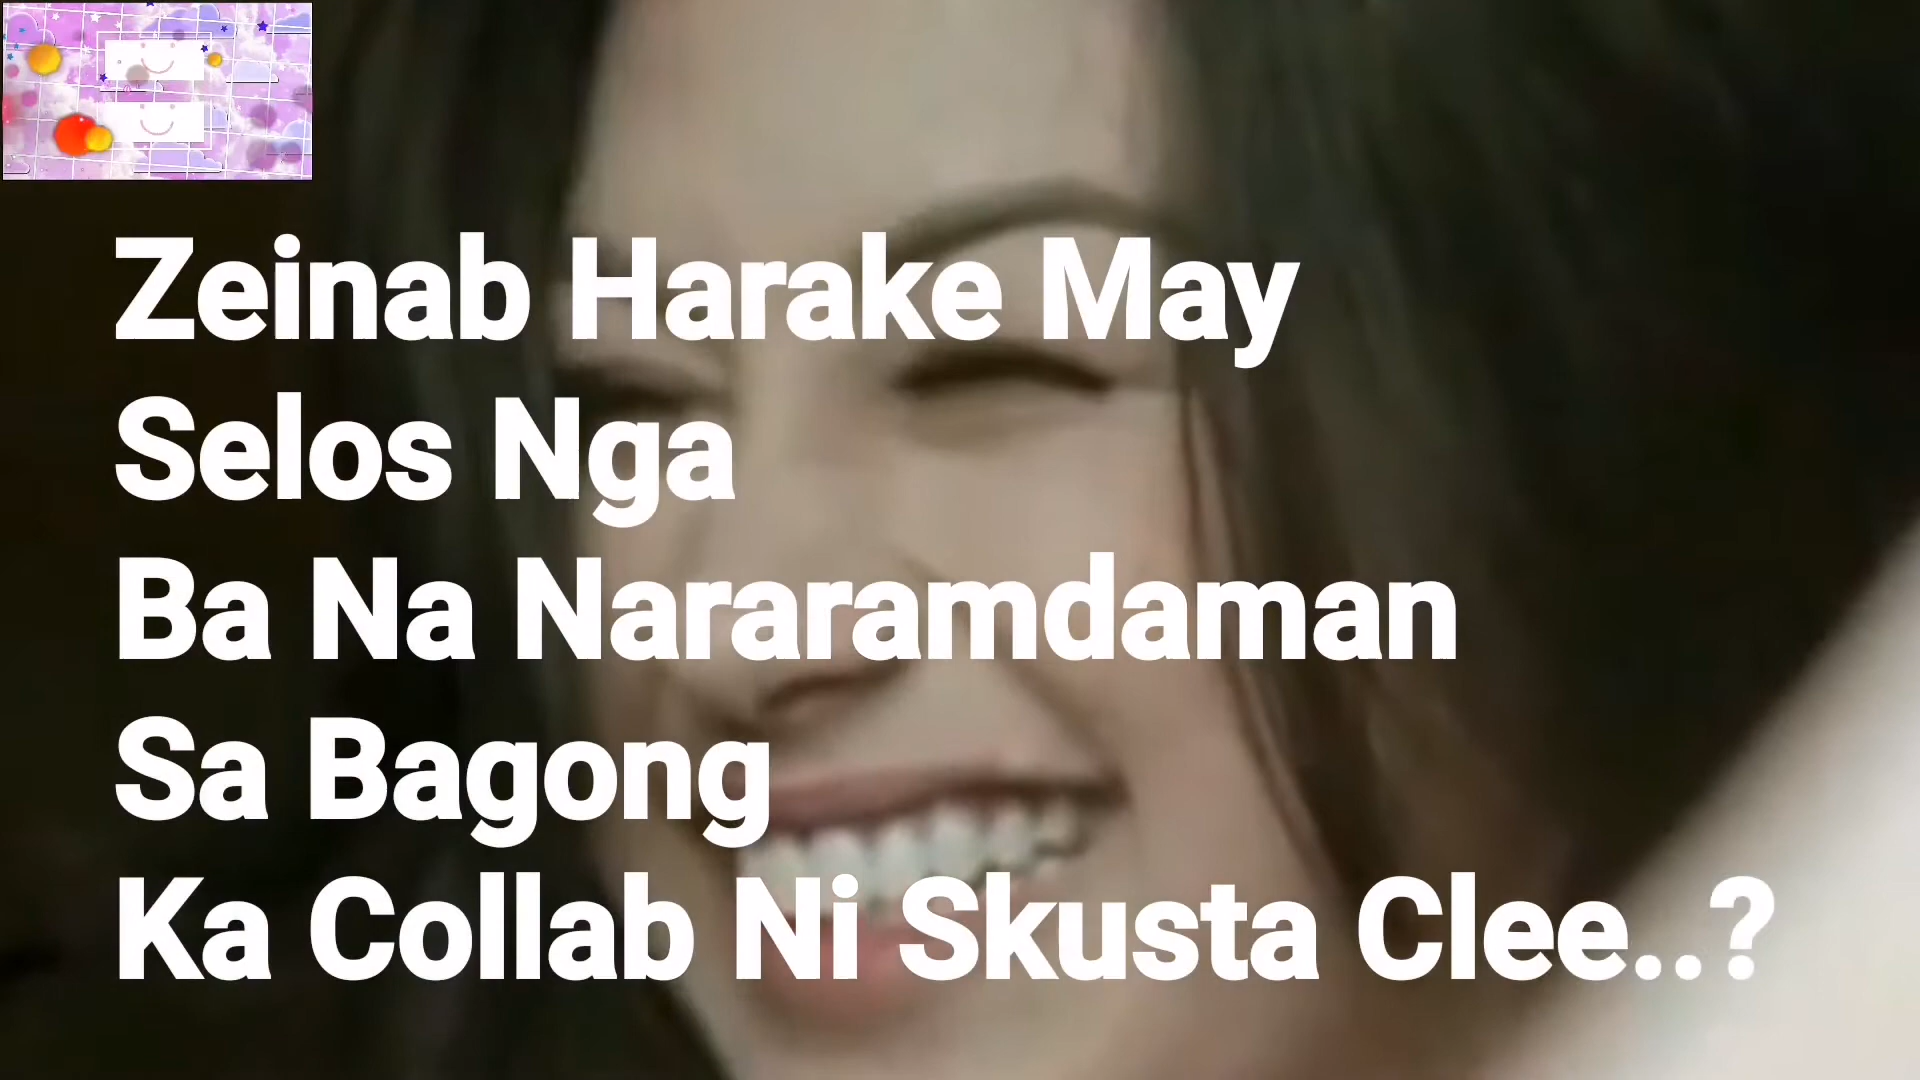 Zeinab Harake May
Selos Nga
Ba Na Nararamdaman
Sa Bagong
Ka Collab Ni Skusta Clee..?